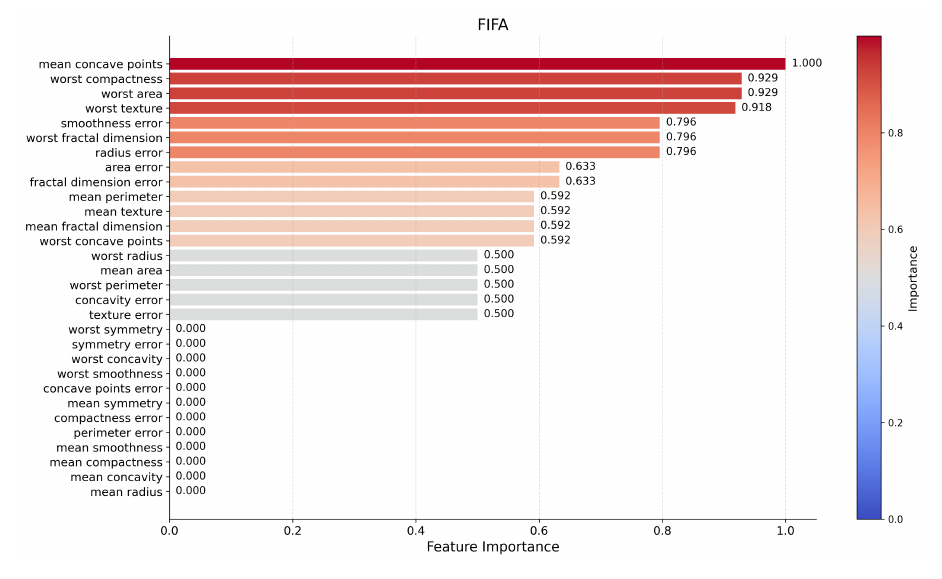 FIFA
mean concave points 1.000
worst compactness 0.929
worst area 0.929
worst texture 0.918
smoothness error 0.796
worst fractal dimension 0.796
radius error 0.796
area error 0.633
fractal dimension error 0.633
mean perimeter 0.592
mean texture 0.592
mean fractal dimension 0.592
worst concave points 0.592
worst radius 0.500
mean area 0.500
worst perimeter 0.500
concavity error 0.500
texture error 0.500
worst symmetry 0.000
symmetry error 0.000
worst concavity 0.000
worst smoothness 0.000
concave points error 0.000
mean symmetry 0.000
compactness error 0.000
perimeter error 0.000
mean smoothness 0.000
mean compactness 0.000
mean concavity 0.000
mean radius 0.000
0.0 0.2 0.4 0.6 0.8 1.0
Feature Importance
0.8
0.6
0.4
0.2
0.0
Importance